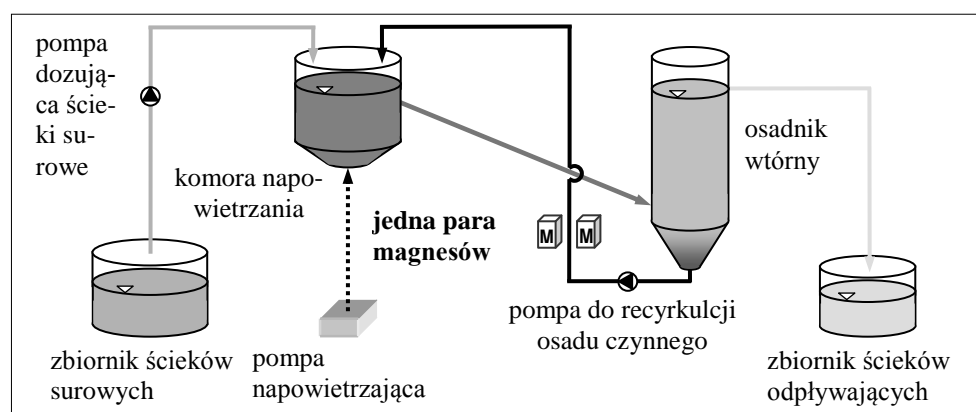 pompa
dozują-
ca ście-
ki su-
rowe
komora napo-
wietrzania
jedna para
magnesów
M M
osadnik
wtórny
pompa do recyrkulcji
osadu czynnego
zbiornik ścieków
surowych
pompa
napowietrzająca
zbiornik ścieków
odpływających